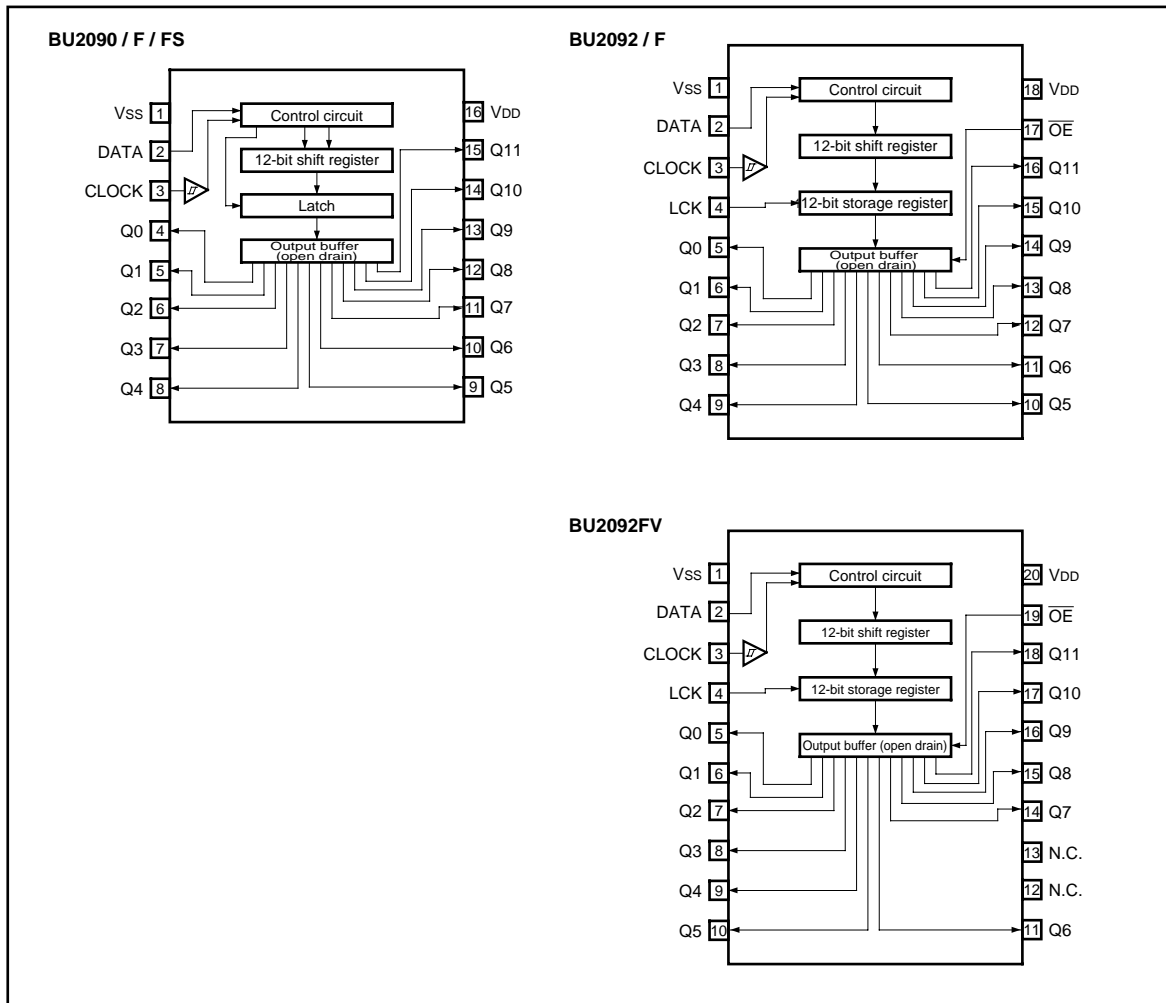 BU2090 / F / FS
VSS 1
DATA 2
CLOCK 3
Q0 4
Q1 5
Q2 6
Q3 7
Q4 8
Control circuit
12-bit shift register
Latch
Output buffer
(open drain)
16 VDD
15 Q11
14 Q10
13 Q9
12 Q8
11 Q7
10 Q6
9 Q5
BU2092 / F
VSS 1
DATA 2
CLOCK 3
LCK 4
Q0 5
Q1 6
Q2 7
Q3 8
Q4 9
Control circuit
12-bit shift register
12-bit storage register
Output buffer
(open drain)
18 VDD
17 OE
16 Q11
15 Q10
14 Q9
13 Q8
12 Q7
11 Q6
10 Q5
BU2092FV
VSS 1
DATA 2
CLOCK 3
LCK 4
Q0 5
Q1 6
Q2 7
Q3 8
Q4 9
Q5 10
Control circuit
12-bit shift register
12-bit storage register
Output buffer (open drain)
20 VDD
19 OE
18 Q11
17 Q10
16 Q9
15 Q8
14 Q7
13 N.C.
12 N.C.
11 Q6